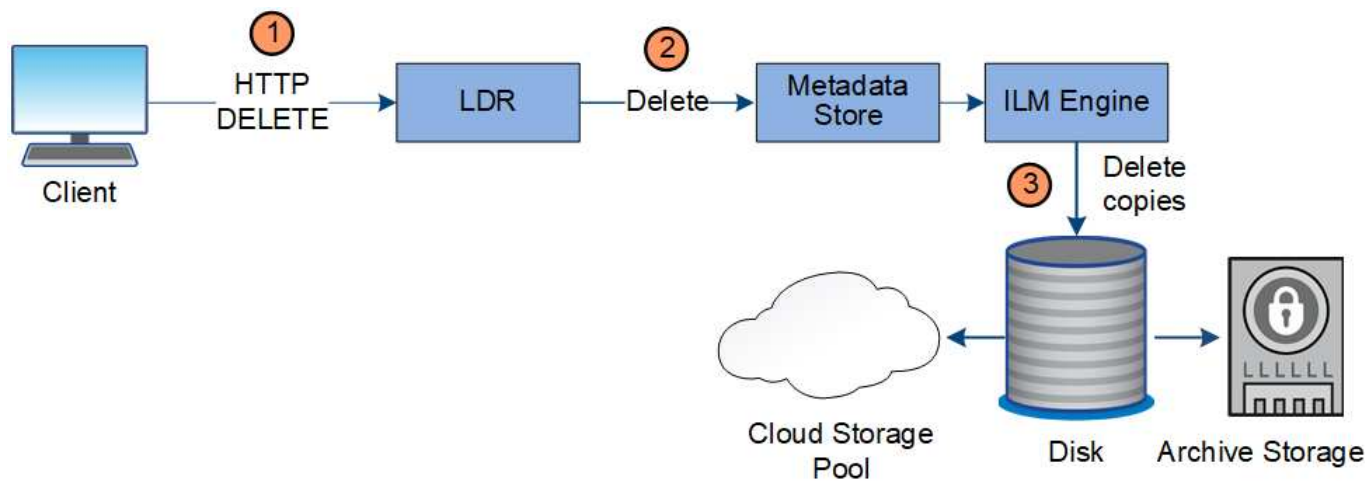 1
HTTP
DELETE
Client
LDR
2
Delete
Metadata
Store
ILM Engine
3
Delete
copies
Cloud Storage
Pool
Disk
LLLLLL
Archive Storage